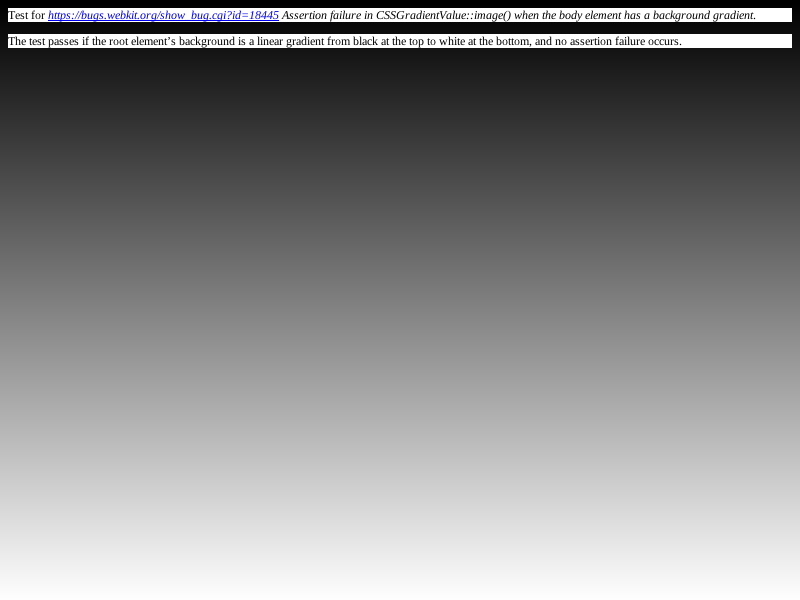 Test for https://bugs.webkit.org/show_bug.cgi?id=18445 Assertion failure in CSSGradientValue::image() when the body element has a background gradient.
The test passes if the root element’s background is a linear gradient from black at the top to white at the bottom, and no assertion failure occurs.